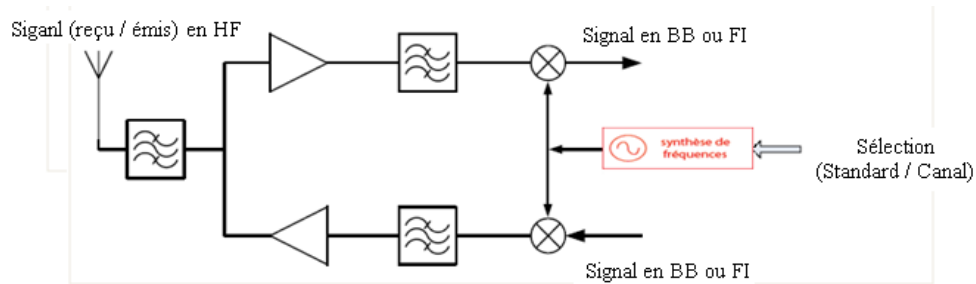 Siganl (reçu / émis) en HF
Signal en BB ou FI
synthèse de
fréquences
Sélection
(Standard / Canal)
Signal en BB ou FI